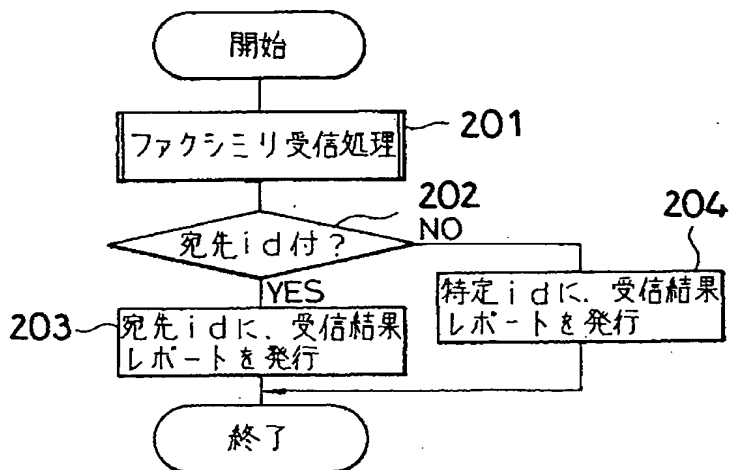 開始
ファクシミリ受信処理
201
202
宛先id付?
NO
204
YES
特定idに、受信結果
レポートを発行
203
宛先idに、受信結果
レポートを発行
終了